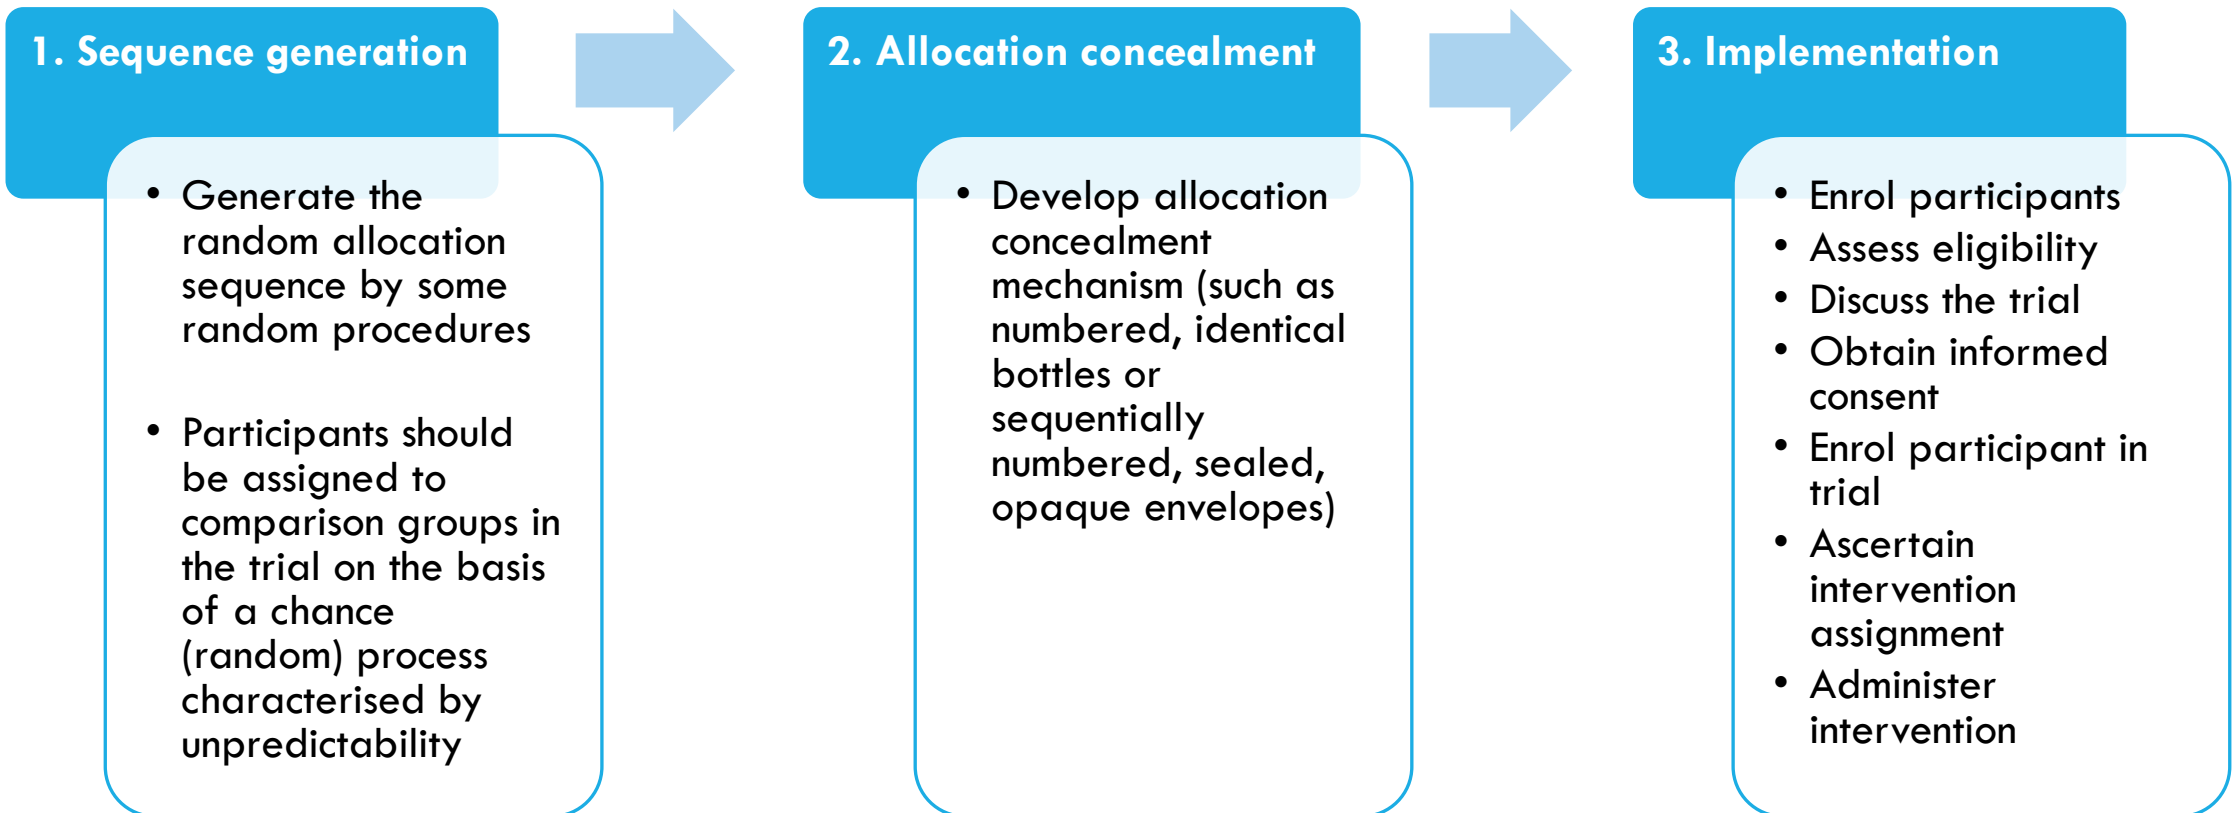 1. Sequence generation
• Generate the
random allocation
sequence by some
random procedures
• Participants should
be assigned to
comparison groups in
the trial on the basis
of a chance
(random) process
characterised by
unpredictability
2. Allocation concealment
• Develop allocation
concealment
mechanism (such as
numbered, identical
bottles or
sequentially
numbered, sealed,
opaque envelopes)
3. Implementation
• Enrol participants
• Assess eligibility
• Discuss the trial
• Obtain informed
consent
• Enrol participant in
trial
• Ascertain
intervention
assignment
• Administer
intervention